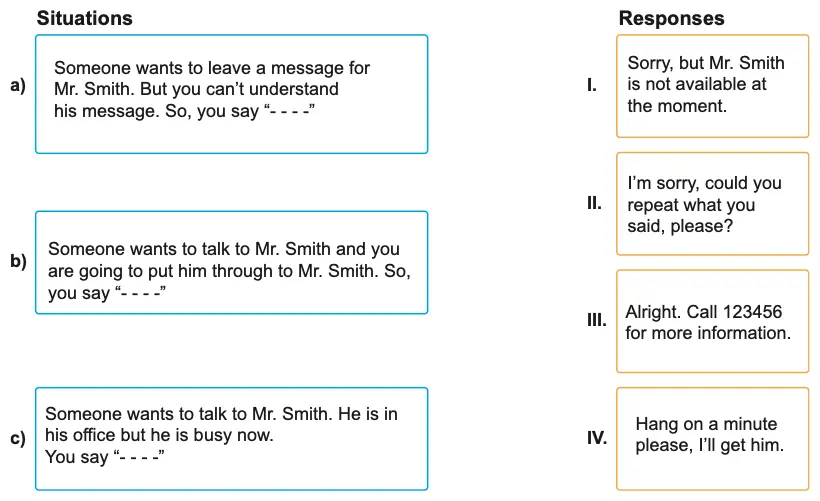 Situations
a)
Someone wants to leave a message for
Mr. Smith. But you can’t understand
his message. So, you say “- - - -”
b)
Someone wants to talk to Mr. Smith and you
are going to put him through to Mr. Smith. So,
you say “- - - -”
c)
Someone wants to talk to Mr. Smith. He is in
his office but he is busy now.
You say “- - - -”
Responses
I.
Sorry, but Mr. Smith
is not available at
the moment.
II.
I’m sorry, could you
repeat what you
said, please?
III.
Alright. Call 123456
for more information.
IV.
Hang on a minute
please, I’ll get him.